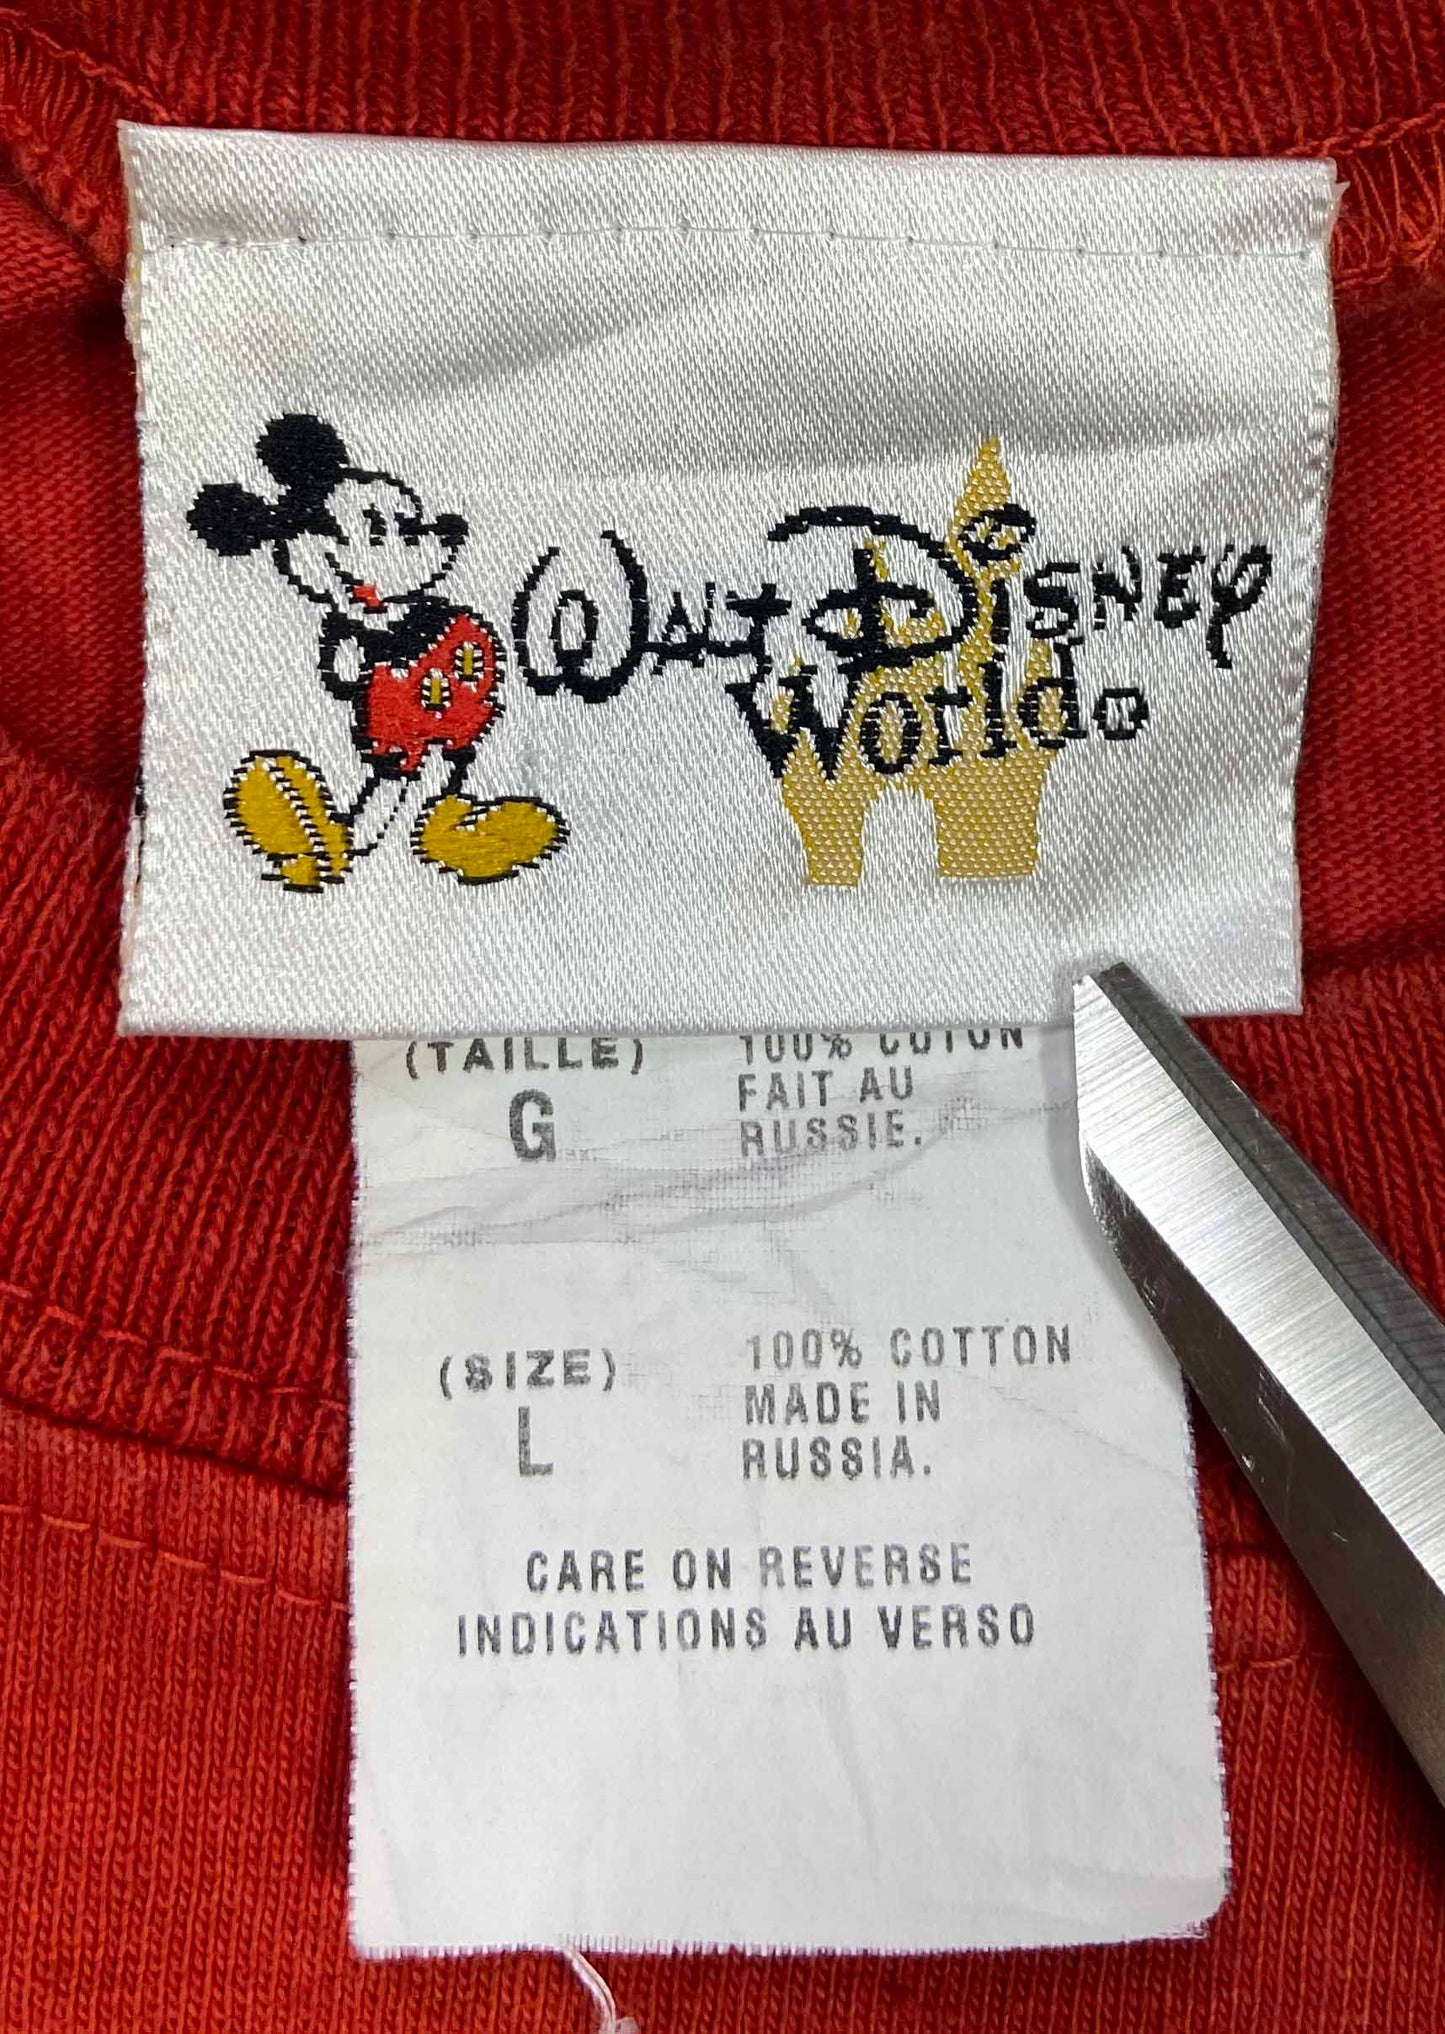 Walt Disney
World®
(TAILLE) 100% COTON
G FAIT AU
RUSSIE.
(SIZE) 100% COTTON
L MADE IN
RUSSIA.
CARE ON REVERSE
INDICATIONS AU VERSO